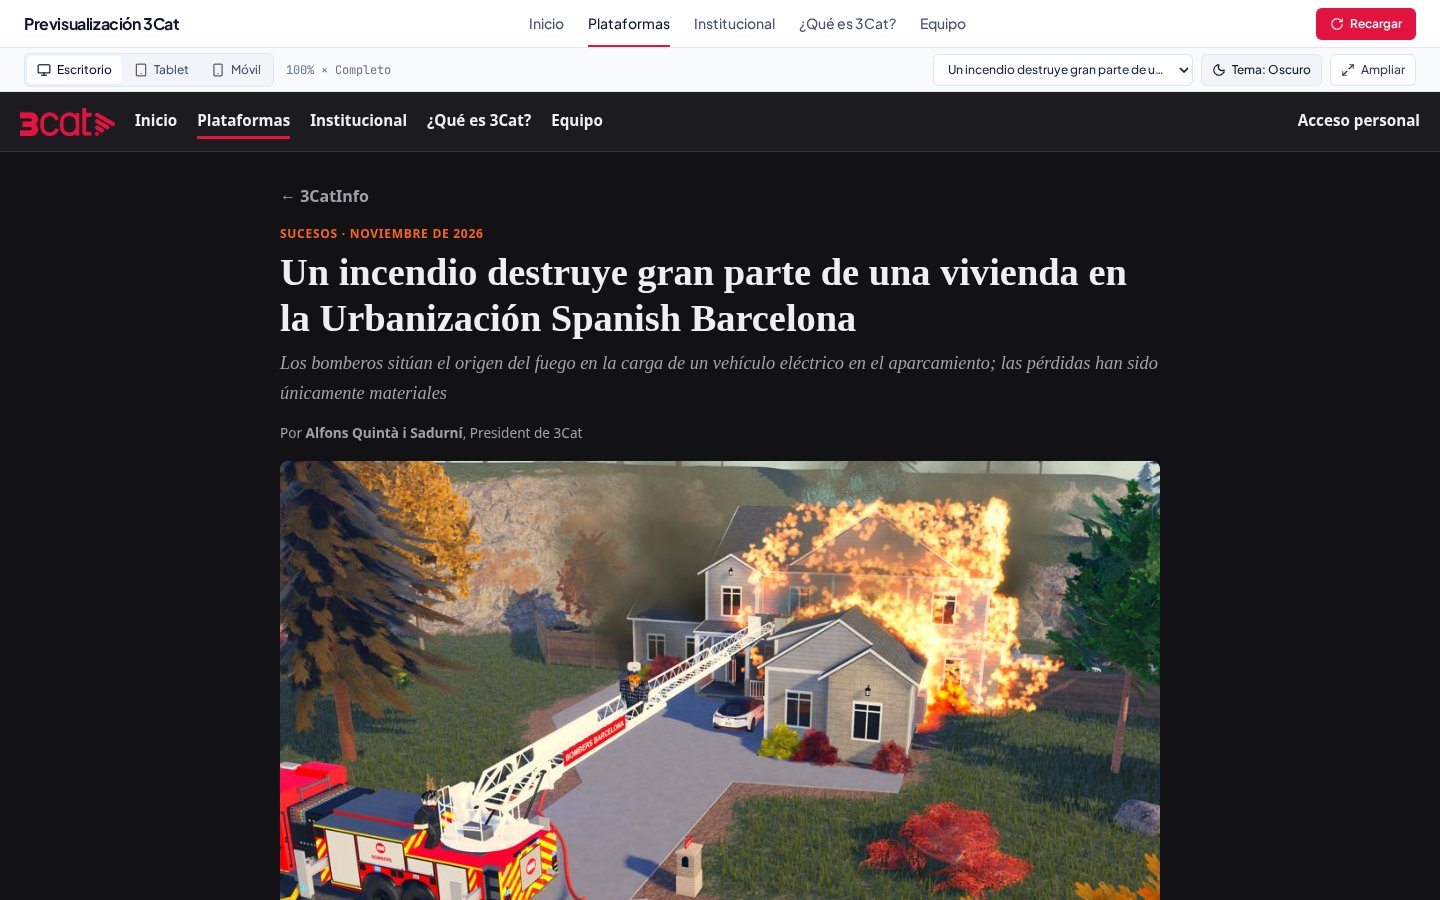 Previsualización 3Cat
Inicio
Plataformas
Institucional
¿Qué es 3Cat?
Equipo
Recargar
Escritorio
Tablet
Móvil
100% × Completo
Un incendio destruye gran parte de u...
Tema: Oscuro
Ampliar
3cat
Inicio
Plataformas
Institucional
¿Qué es 3Cat?
Equipo
Acceso personal
← 3CatInfo
SUCESOS · NOVIEMBRE DE 2026
Un incendio destruye gran parte de una vivienda en
la Urbanización Spanish Barcelona
Los bomberos sitúan el origen del fuego en la carga de un vehículo eléctrico en el aparcamiento; las pérdidas han sido
únicamente materiales
Por Alfons Quintà i Sadurní, President de 3Cat
BOMBERS BARCELONA
BOMBERS